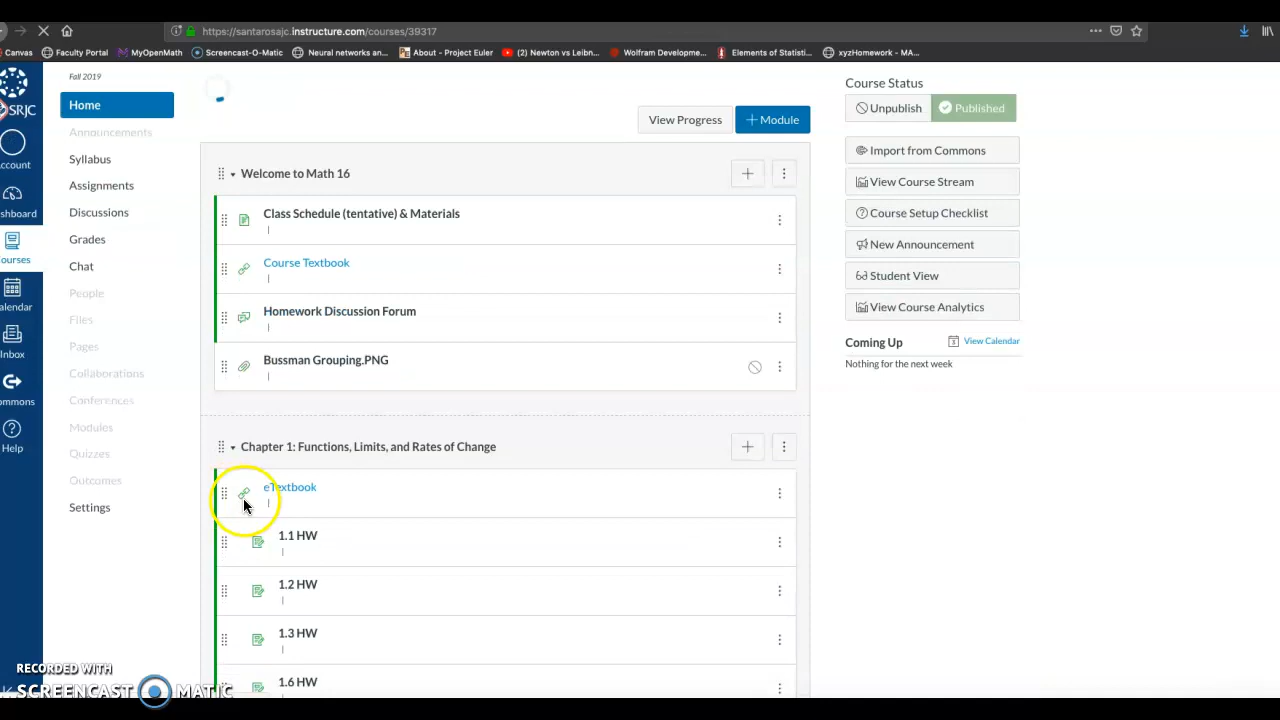 https://santarosajc.instructure.com/courses/39317
Canvas Faculty Portal MyOpenMath Screencast-O-Matic Neural networks an... About - Project Euler (2) Newton vs Leibn... Wolfram Developme... Elements of Statisti... xyzHomework - MA...
Fall 2019
SRJC
Home
Announcements
Syllabus
Assignments
Discussions
Grades
Chat
People
Files
Pages
Collaborations
Conferences
Modules
Quizzes
Outcomes
Settings
ccount
shboard
ourses
alendar
Inbox
ommons
Help
View Progress
+ Module
Welcome to Math 16
Class Schedule (tentative) & Materials
Course Textbook
Homework Discussion Forum
Bussman Grouping.PNG
Chapter 1: Functions, Limits, and Rates of Change
eTextbook
1.1 HW
1.2 HW
1.3 HW
1.6 HW
Course Status
Unpublish
Published
Import from Commons
View Course Stream
Course Setup Checklist
New Announcement
Student View
View Course Analytics
Coming Up
View Calendar
Nothing for the next week
RECORDED WITH
SCREENCAST MATIC